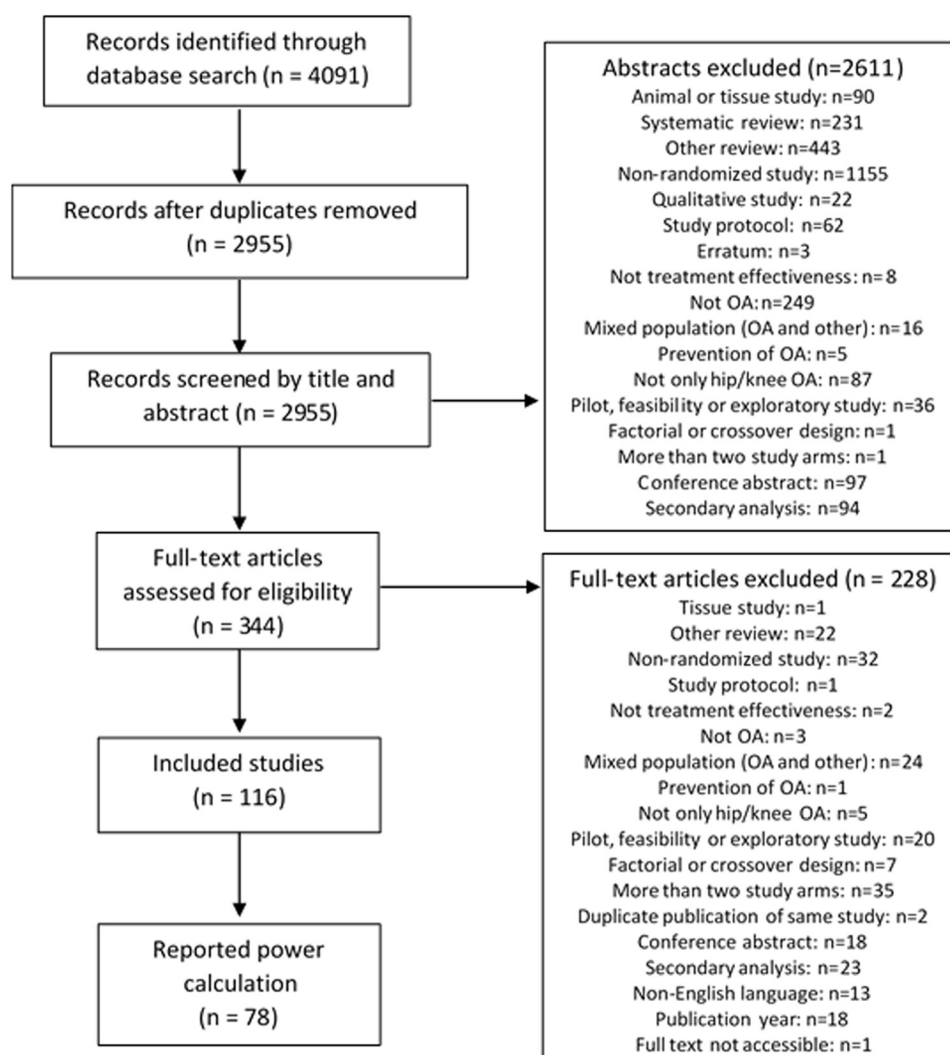 Records identified through
database search (n = 4091)
Records after duplicates removed
(n = 2955)
Records screened by title and
abstract (n = 2955)
Full-text articles
assessed for eligibility
(n = 344)
Included studies
(n = 116)
Reported power
calculation
(n = 78)
Abstracts excluded (n=2611)
Animal or tissue study: n=90
Systematic review: n=231
Other review: n=443
Non-randomized study: n=1155
Qualitative study: n=22
Study protocol: n=62
Erratum: n=3
Not treatment effectiveness: n=8
Not OA: n=249
Mixed population (OA and other): n=16
Prevention of OA: n=5
Not only hip/knee OA: n=87
Pilot, feasibility or exploratory study: n=36
Factorial or crossover design: n=1
More than two study arms: n=1
Conference abstract: n=97
Secondary analysis: n=94
Full-text articles excluded (n = 228)
Tissue study: n=1
Other review: n=22
Non-randomized study: n=32
Study protocol: n=1
Not treatment effectiveness: n=2
Not OA: n=3
Mixed population (OA and other): n=24
Prevention of OA: n=1
Not only hip/knee OA: n=5
Pilot, feasibility or exploratory study: n=20
Factorial or crossover design: n=7
More than two study arms: n=35
Duplicate publication of same study: n=2
Conference abstract: n=18
Secondary analysis: n=23
Non-English language: n=13
Publication year: n=18
Full text not accessible: n=1